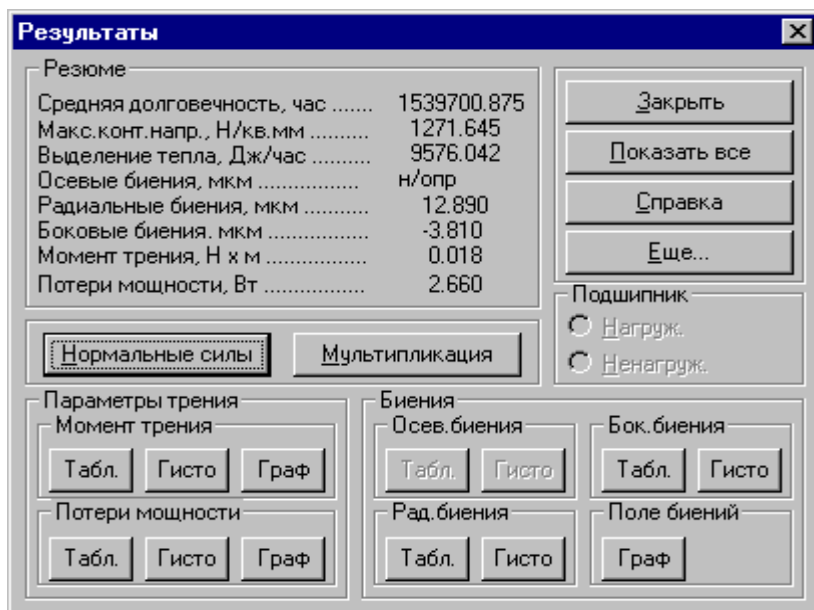 Результаты
Резюме
Средняя долговечность, час ....... 1539700.875
Макс.конт.напр., Н/кв.мм .......... 1271.645
Выделение тепла, Дж/час .......... 9576.042
Осевые биения, мкм ................. н/опр
Радиальные биения, мкм ........... 12.890
Боковые биения. мкм .................. -3.810
Момент трения, Н х м .................. 0.018
Потери мощности, Вт ................. 2.660
Закрыть
Показать все
Справка
Еще...
Подшипник
Нагруж.
Ненагруж.
Нормальные силы Мультипликация
Параметры трения
Момент трения
Табл. Гисто Граф
Потери мощности
Табл. Гисто Граф
Биения
Осев.биения
Табл. Гисто
Бок.биения
Табл. Гисто
Рад.биения
Табл. Гисто
Поле биений
Граф